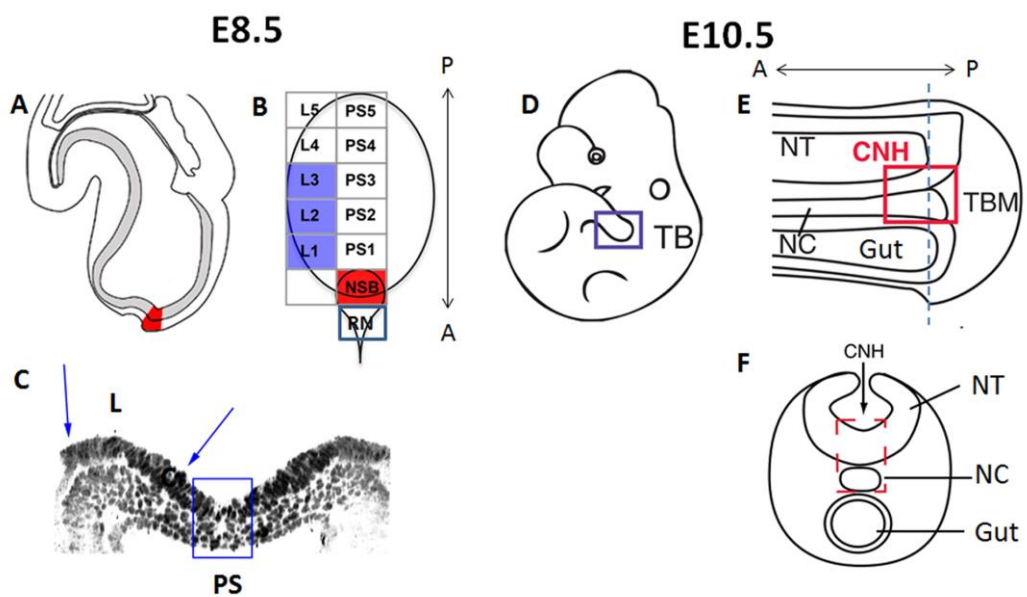 E8.5
E10.5
A
B
P
L5 PS5
L4 PS4
L3 PS3
L2 PS2
L1 PS1
NSB
RN
A
C
L
PS
D
TB
A P
E
NT
CNH
TBM
NC
Gut
F
CNH
NT
NC
Gut